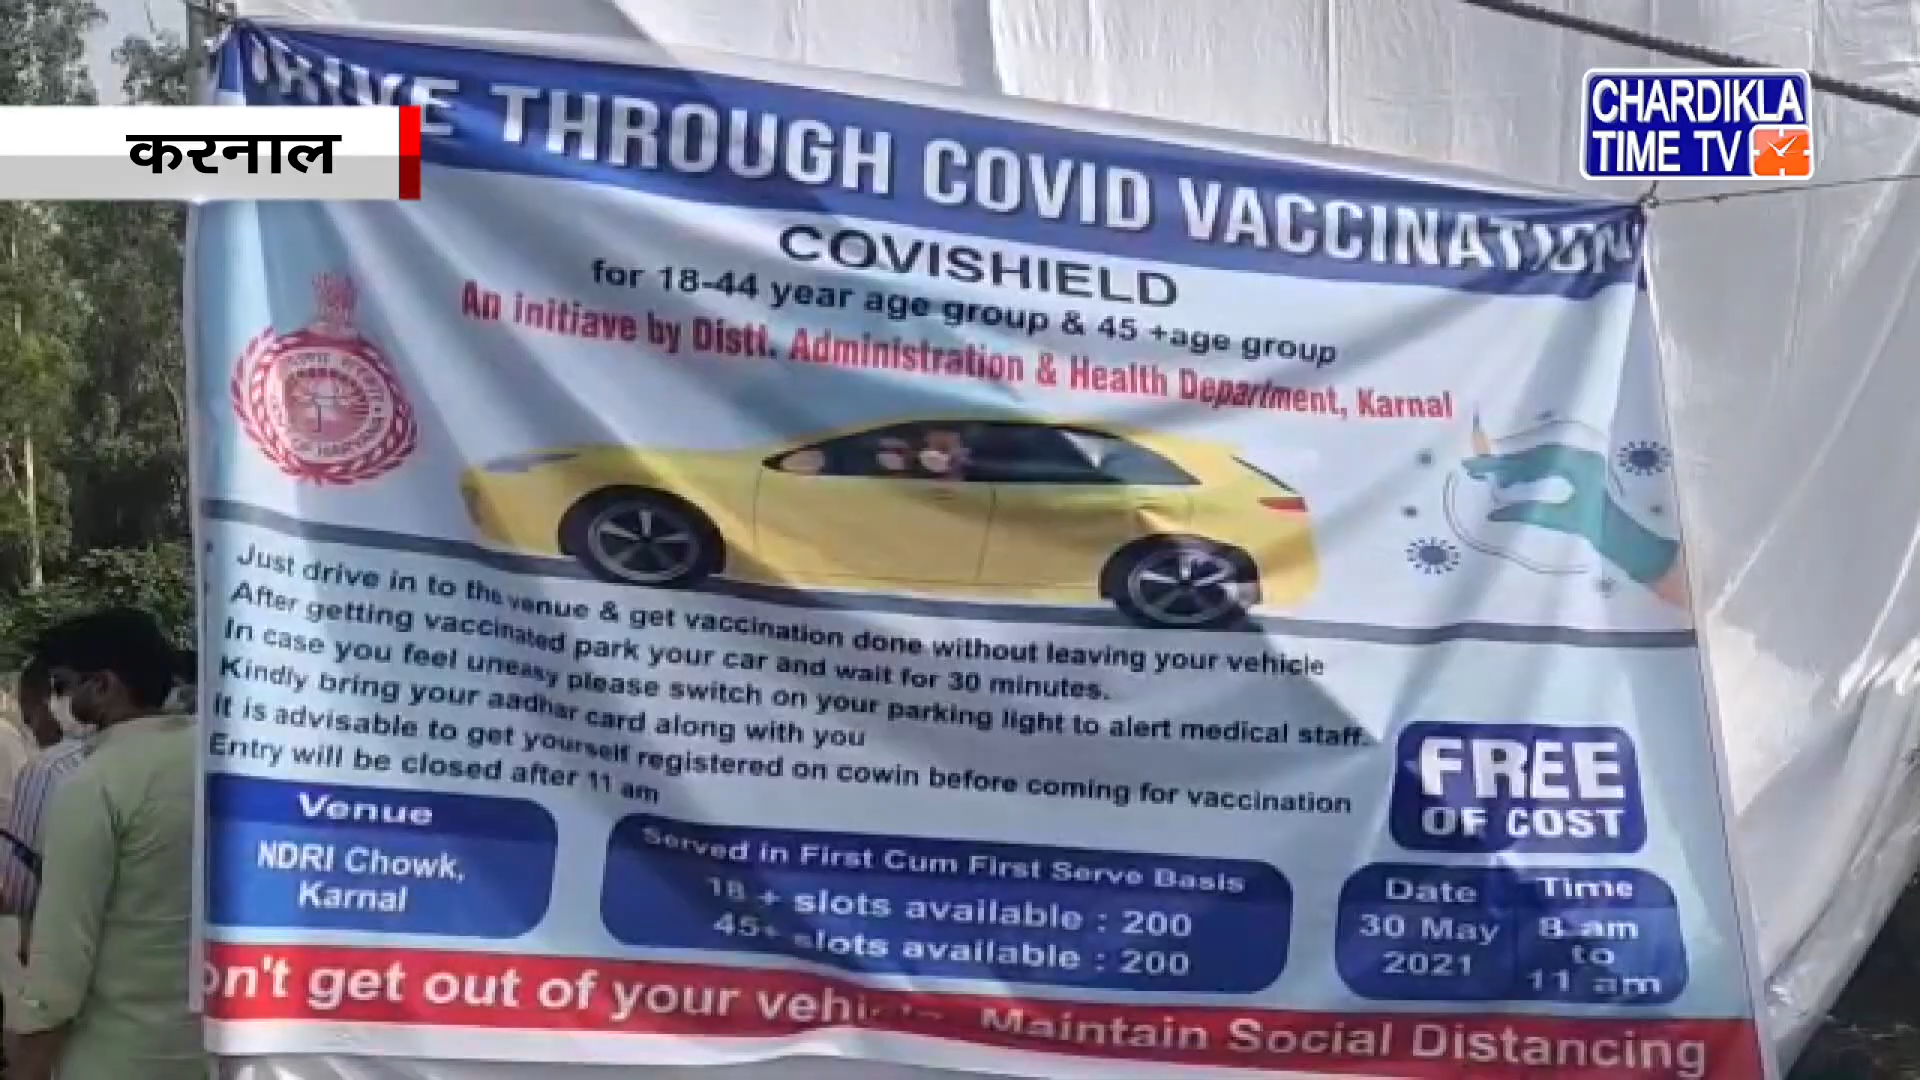 DRIVE THROUGH COVID VACCINATION
करनाल
CHARDIKLA
TIME TV
COVISHIELD
for 18-44 year age group & 45 +age group
An initiave by Distt. Administration & Health Department, Karnal
Just drive in to the venue & get vaccination done without leaving your vehicle
After getting vaccinated park your car and wait for 30 minutes.
In case you feel uneasy please switch on your parking light to alert medical staff.
Kindly bring your aadhar card along with you
It is advisable to get yourself registered on cowin before coming for vaccination
Entry will be closed after 11 am
FREE
OF COST
Venue
NDRI Chowk,
Karnal
Served in First Cum First Serve Basis
18 + slots available : 200
45+ slots available : 200
Date
30 May
2021
Time
8 am
to
11 am
on't get out of your Maintain Social Distancing